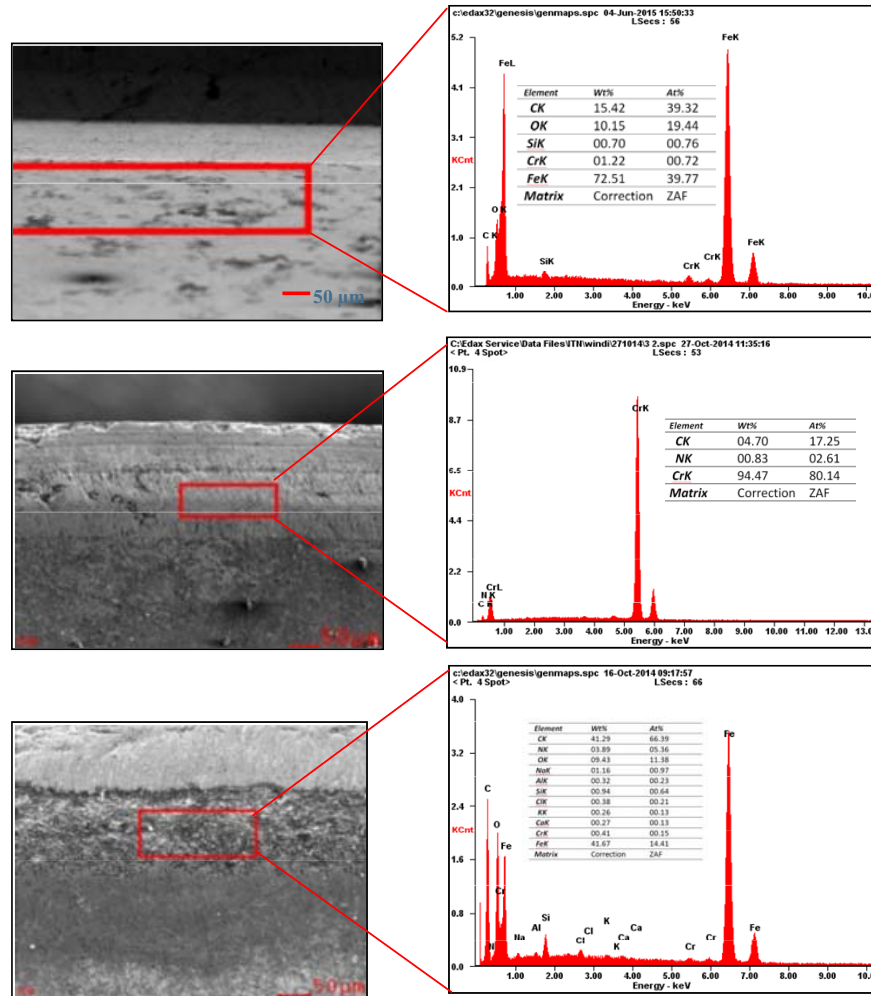 c:\edax32\genesis\genmaps.spc 04-Jun-2015 15:50:33
LSecs : 56
5.2
4.1
3.1
KCnt
2.1
1.0
0.0
FeL
O K
C K
SiK
CrK
CrK
FeK
FeK
Element Wt% At%
CK 15.42 39.32
OK 10.15 19.44
SiK 00.70 00.76
CrK 01.22 00.72
FeK 72.51 39.77
Matrix Correction ZAF
1.00 2.00 3.00 4.00 5.00 6.00 7.00 8.00 9.00 10.0
Energy - keV
50 µm
C:\Edax Service\Data Files\ITN\windi\271014\3 2.spc 27-Oct-2014 11:35:16
< Pt. 4 Spot> LSecs : 53
10.9
8.7
6.5
KCnt
4.4
2.2
0.0
CrK
CrL
N K
C K
Element Wt% At%
CK 04.70 17.25
NK 00.83 02.61
CrK 94.47 80.14
Matrix Correction ZAF
1.00 2.00 3.00 4.00 5.00 6.00 7.00 8.00 9.00 10.00 11.00 12.00 13.0
Energy - keV
50µm
c:\edax32\genesis\genmaps.spc 16-Oct-2014 09:17:57
< Pt. 4 Spot> LSecs : 66
4.0
3.2
2.4
KCnt
1.6
0.8
0.0
Element Wt% At%
CK 41.29 66.39
NK 03.89 05.36
OK 09.43 11.38
NaK 01.16 00.97
AlK 00.32 00.23
SiK 00.94 00.64
ClK 00.38 00.21
KK 00.26 00.13
CaK 00.27 00.13
CrK 00.41 00.15
FeK 41.67 14.41
Matrix Correction ZAF
C
O
Fe
Cr
N
Na
Al
Si
Cl
Cl
K
K
Ca
Ca
Cr
Cr
Fe
Fe
1.00 2.00 3.00 4.00 5.00 6.00 7.00 8.00 9.00 10.0
Energy - keV
50µm